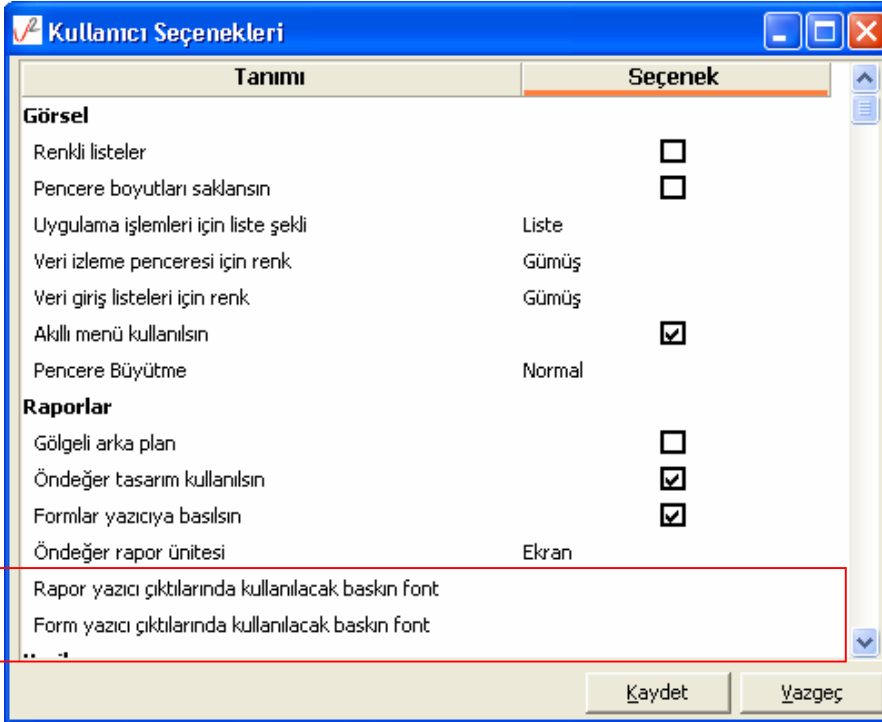 Kullanıcı Seçenekleri
Tanımı Seçenek
Görsel
Renkli listeler
Pencere boyutları saklansın
Uygulama işlemleri için liste şekli Liste
Veri izleme penceresi için renk Gümüş
Veri giriş listeleri için renk Gümüş
Akıllı menü kullanılsın
Pencere Büyütme Normal
Raporlar
Gölgeli arka plan
Öndeğer tasarım kullanılsın
Formlar yazıcıya basılsın
Öndeğer rapor ünitesi Ekran
Rapor yazıcı çıktılarında kullanılacak baskın font
Form yazıcı çıktılarında kullanılacak baskın font
Kaydet Vazgeç